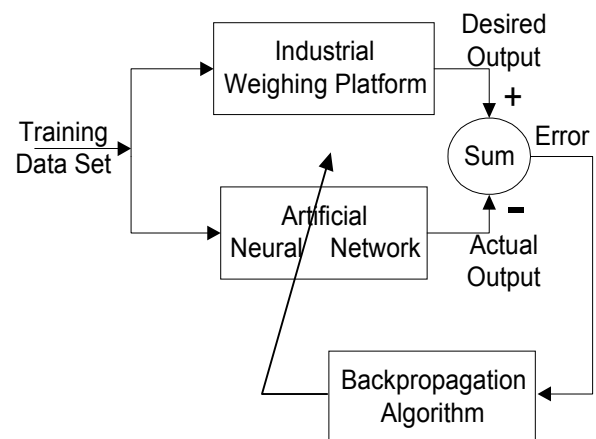 Industrial
Weighing Platform
Desired
Output
+
Training
Data Set
Sum
Error
Artificial
Neural Network
-
Actual
Output
Backpropagation
Algorithm